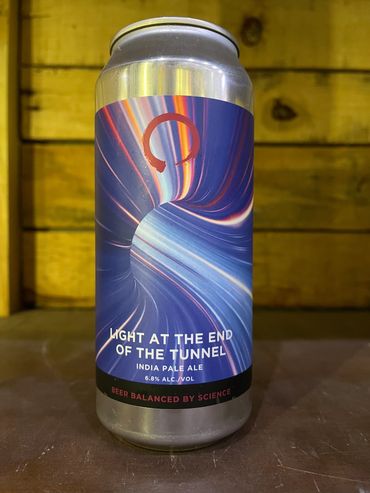 LIGHT AT THE END
OF THE TUNNEL
INDIA PALE ALE
6.8% ALC./VOL
BEER BALANCED BY SCIENCE